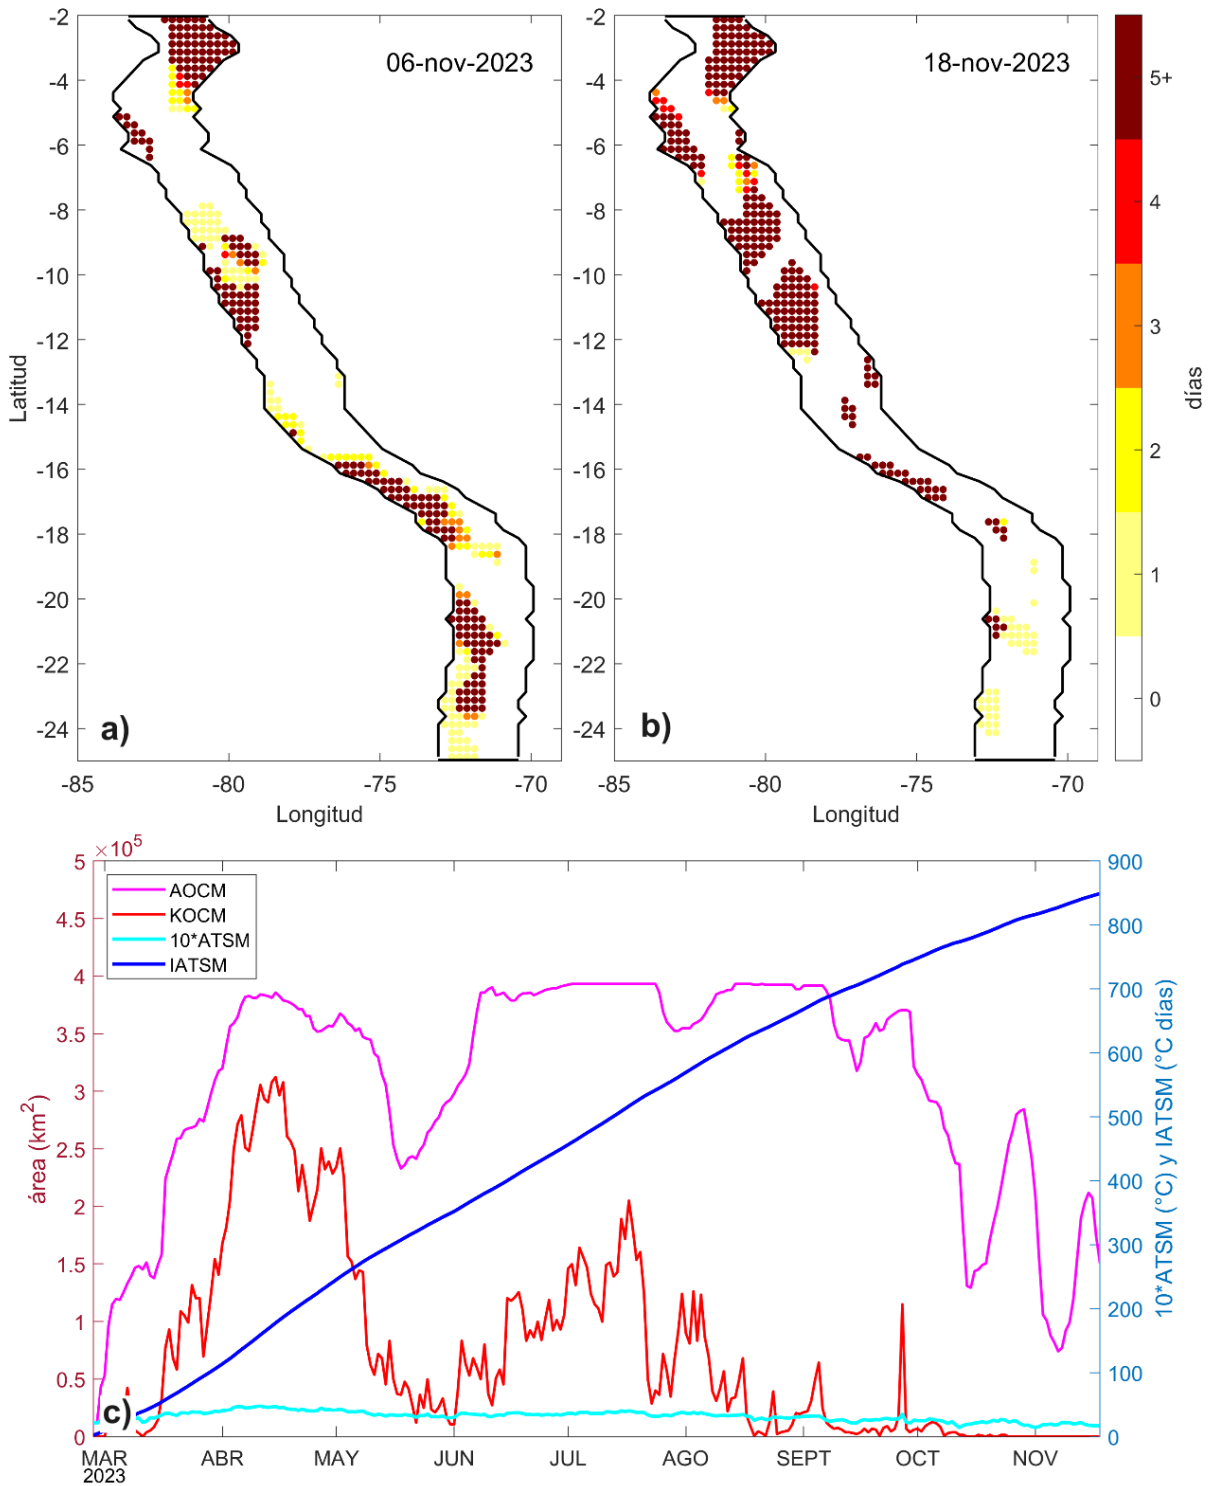 -2
-4
-6
-8
-10
-12
-14
-16
-18
-20
-22
-24
Latitud
06-nov-2023
a)
-85
-80
-75
-70
Longitud
-2
-4
-6
-8
-10
-12
-14
-16
-18
-20
-22
-24
18-nov-2023
b)
-85
-80
-75
-70
Longitud
5+
4
3
2
1
0
días
×10⁵
5
4.5
4
3.5
3
2.5
2
1.5
1
0.5
0
área (km²)
AOCM
KOCM
10*ATSM
IATSM
c)
900
800
700
600
500
400
300
200
100
0
10*ATSM (°C) y IATSM (°C días)
MAR
2023
ABR
MAY
JUN
JUL
AGO
SEPT
OCT
NOV